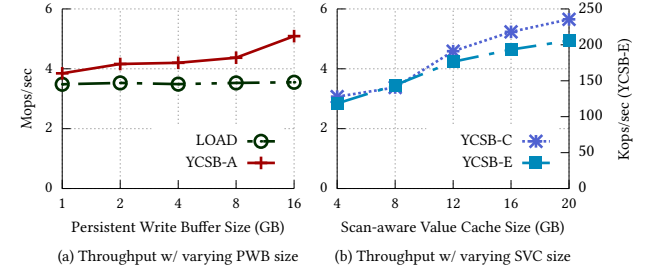 6
4
2
0
Mops/sec
LOAD
YCSB-A
1
2
4
8
16
Persistent Write Buffer Size (GB)
(a) Throughput w/ varying PWB size
6
4
2
0
250
200
150
100
50
0
Kops/sec (YCSB-E)
YCSB-C
YCSB-E
4
8
12
16
20
Scan-aware Value Cache Size (GB)
(b) Throughput w/ varying SVC size